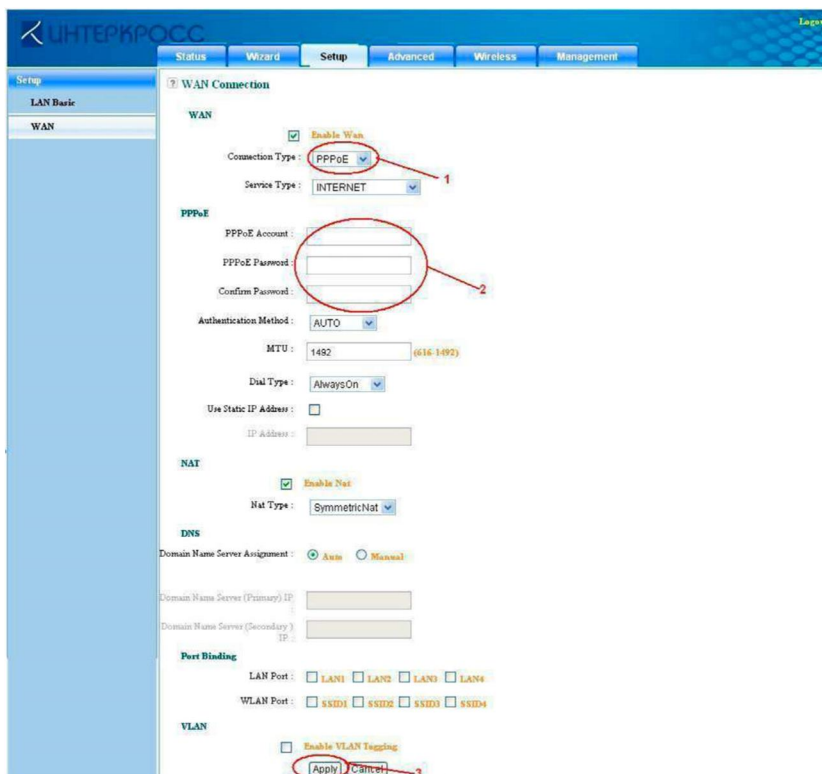 ИНТЕРКРОСС
Status Wizard Setup Advanced Wireless Management
Setup
LAN Basic
WAN
? WAN Connection
WAN
Enable Wan
Connection Type : PPPoE
1
Service Type : INTERNET
PPPoE
PPPoE Account :
PPPoE Password :
Confirm Password :
2
Authentication Method : AUTO
MTU : 1492 (616-1492)
Dial Type : AlwaysOn
Use Static IP Address :
IP Address :
NAT
Enable Nat
Nat Type : SymmetricNat
DNS
Domain Name Server Assignment : Auto Manual
Domain Name Server (Primary) IP
:
Domain Name Server (Secondary )
IP :
Port Binding
LAN Port : LAN1 LAN2 LAN3 LAN4
WLAN Port : SSID1 SSID2 SSID3 SSID4
VLAN
Enable VLAN Tagging
Apply Cancel 3